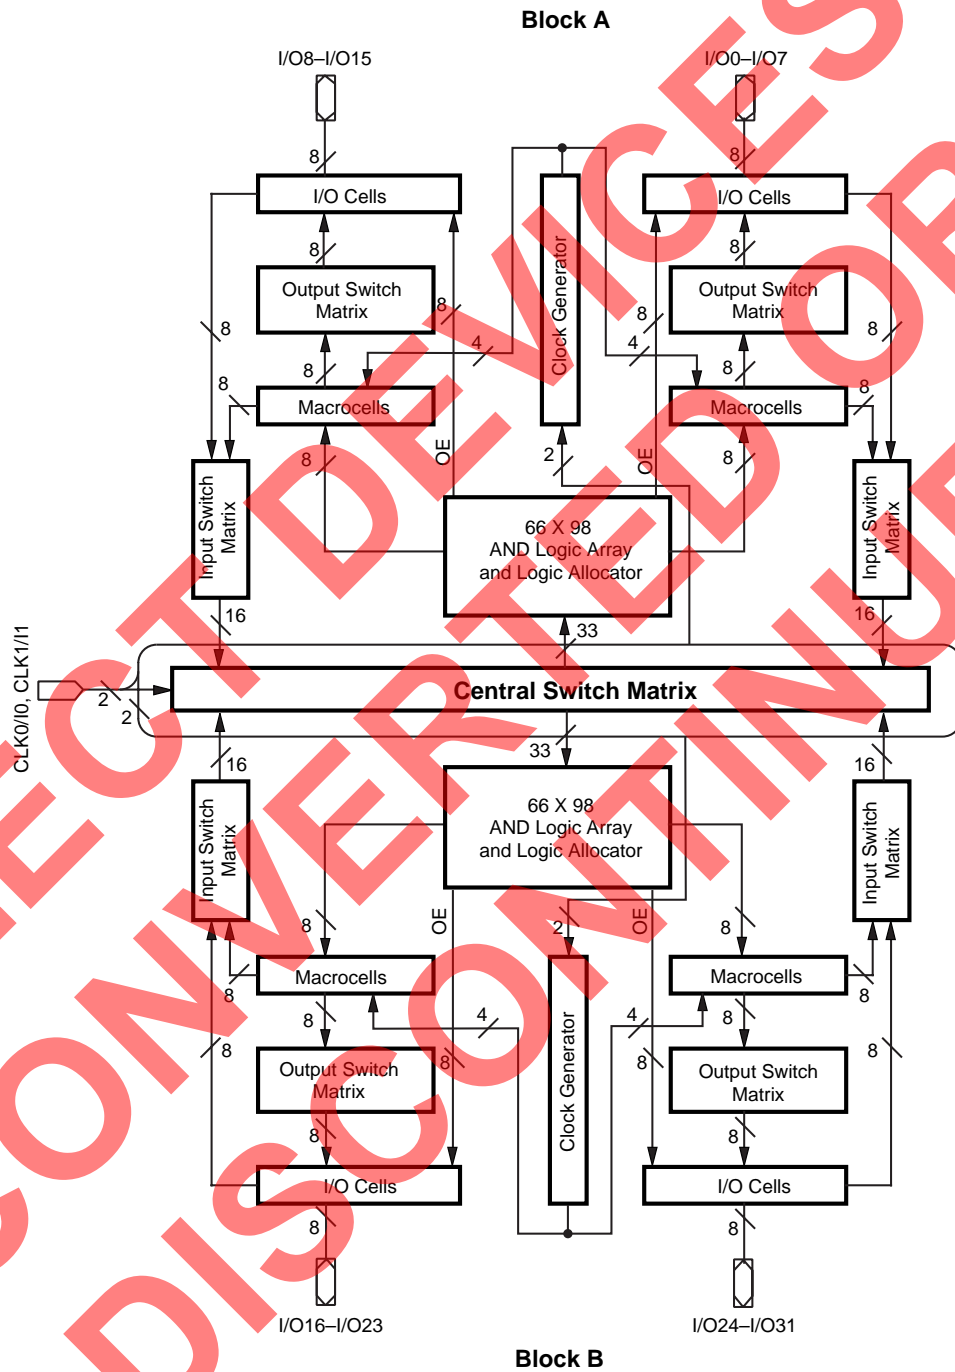 Block A
I/O8–I/O15
I/O0–I/O7
8
8
I/O Cells
I/O Cells
8
8
Clock Generator
Output Switch
Matrix
Output Switch
Matrix
8
8
8
8
4
4
8
8
8
8
Macrocells
Macrocells
8
OE
2
OE
8
Input Switch
Matrix
66 X 98
AND Logic Array
and Logic Allocator
Input Switch
Matrix
16
33
16
CLK0/I0, CLK1/I1
2
2
Central Switch Matrix
33
16
16
Input Switch
Matrix
66 X 98
AND Logic Array
and Logic Allocator
Input Switch
Matrix
8
OE
2
OE
8
Macrocells
Macrocells
8
8
8
8
4
4
8
8
8
8
Clock Generator
Output Switch
Matrix
Output Switch
Matrix
8
8
I/O Cells
I/O Cells
8
8
I/O16–I/O23
I/O24–I/O31
Block B
ECT DEVICES
CONVERTED OR
DISCONTINU